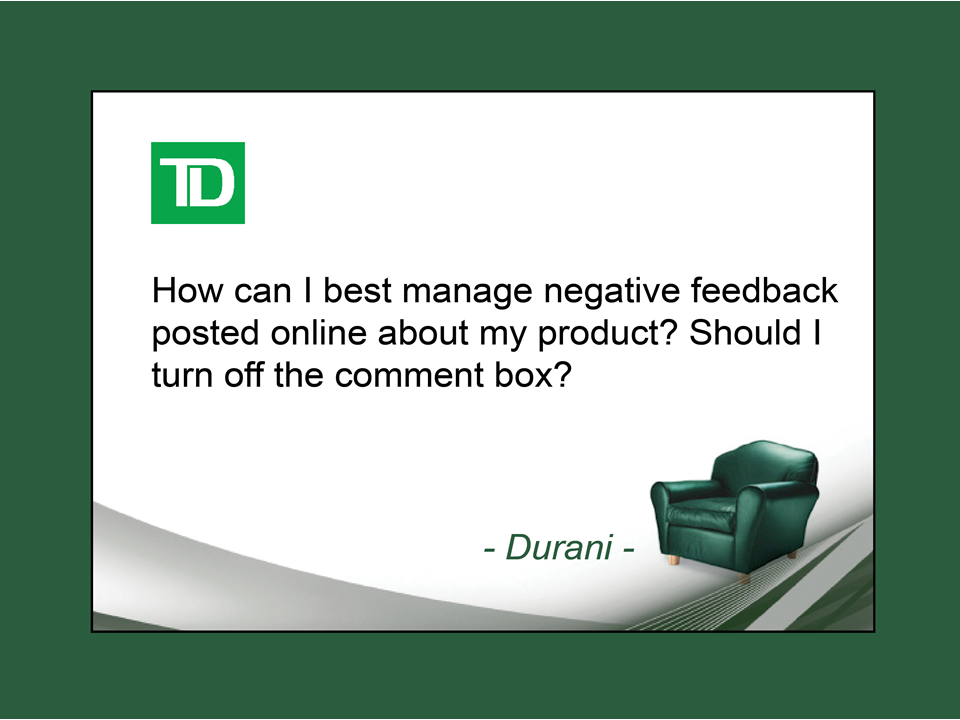 TD
How can I best manage negative feedback
posted online about my product? Should I
turn off the comment box?
- Durani -